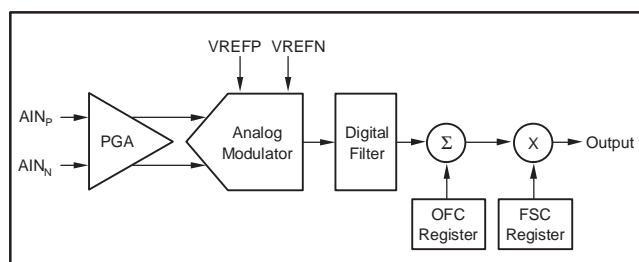 VREFP VREFN
AINP
AINN
PGA
Analog
Modulator
Digital
Filter
Σ
X
Output
OFC
Register
FSC
Register